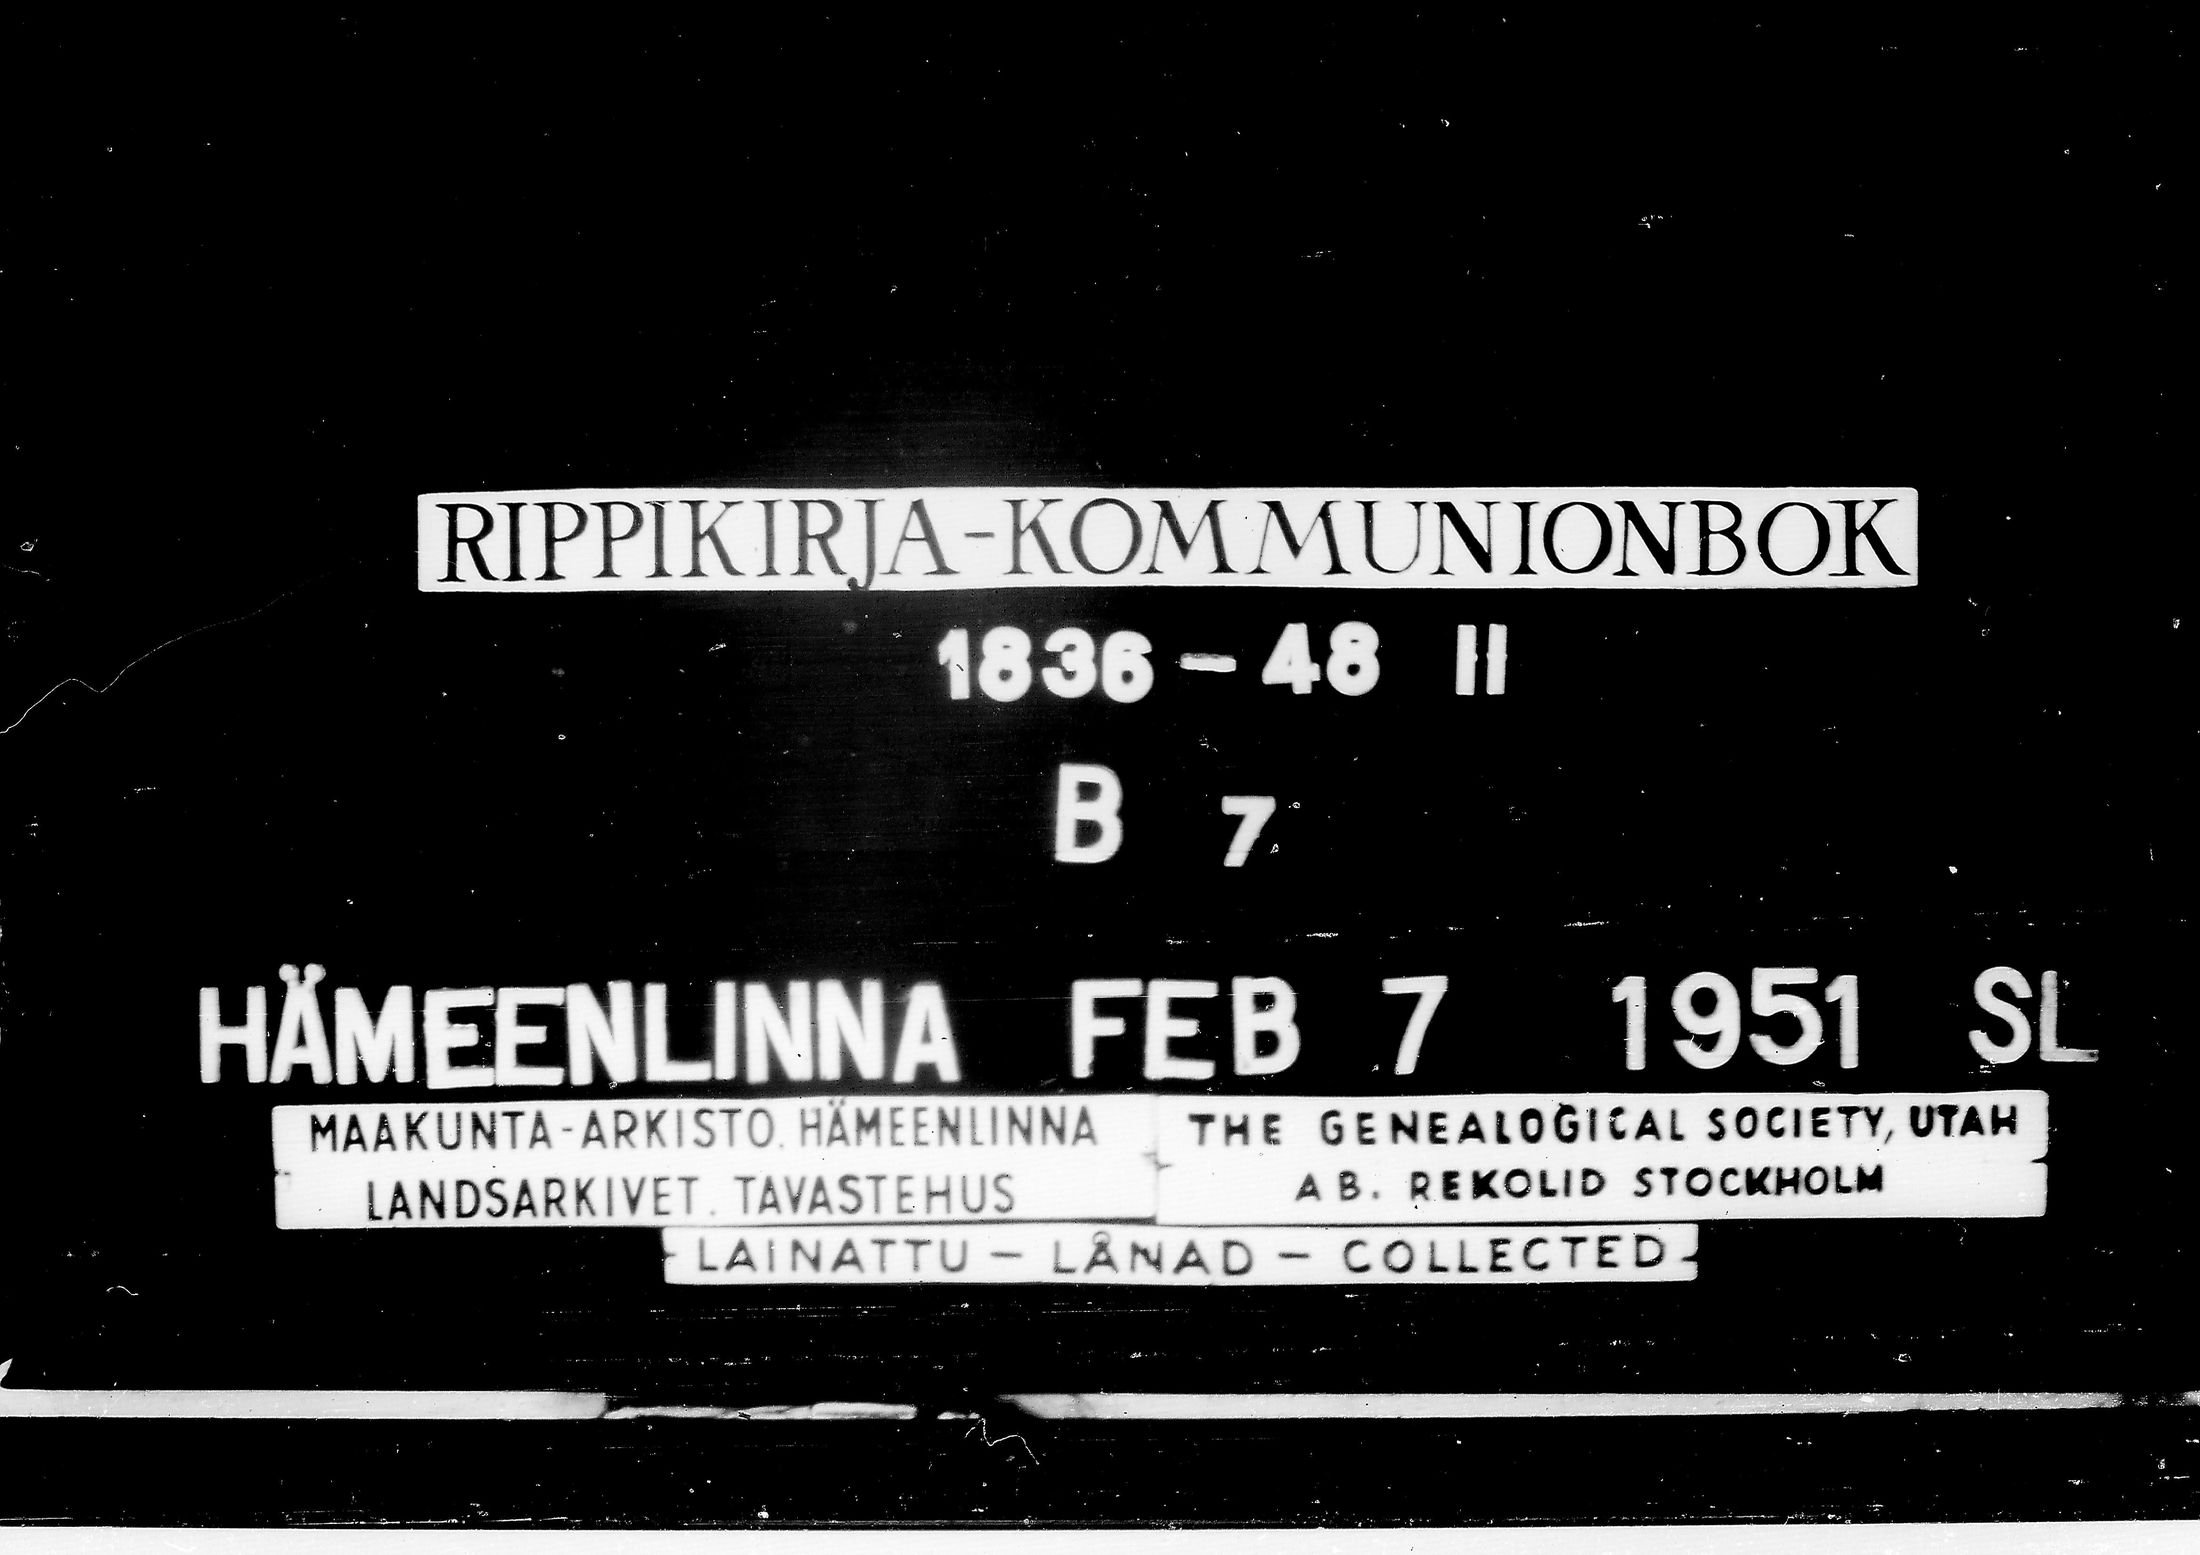 RIPPIKIRJA-KOMMUNIONBOK
1836-48 II
B 7
HÄMEENLINNA FEB 7 1951 SL
MAAKUNTA-ARKISTO. HÄMEENLINNA
LANDSARKIVET. TAVASTEHUS
THE GENEALOGICAL SOCIETY, UTAH
AB. REKOLID STOCKHOLM
LAINATTU - LÅNAD - COLLECTED